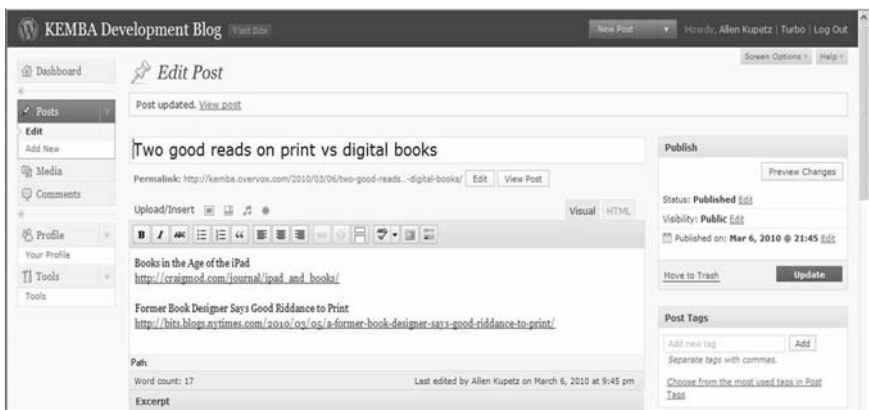 KEMBA Development Blog Visit Site
New Post
Howdy, Allen Kupetz | Turbo | Log Out
Screen Options
Help
Dashboard
Posts
Edit
Add New
Media
Comments
Profile
Your Profile
Tools
Tools
Edit Post
Post updated. View post
Two good reads on print vs digital books
Permalink: http://kemba.overvox.com/2010/03/06/two-good-reads...-digital-books/ Edit View Post
Upload/Insert
Visual HTML
B I ABC
Books in the Age of the iPad
http://craigmod.com/journal/ipad_and_books/
Former Book Designer Says Good Riddance to Print
http://bits.blogs.nytimes.com/2010/03/05/a-former-book-designer-says-good-riddance-to-print/
Path:
Word count: 17
Last edited by Allen Kupetz on March 6, 2010 at 9:45 pm
Excerpt
Publish
Preview Changes
Status: Published Edit
Visibility: Public Edit
Published on: Mar 6, 2010 @ 21:45 Edit
Move to Trash
Update
Post Tags
Add new tag Add
Separate tags with commas.
Choose from the most used tags in Post
Tags